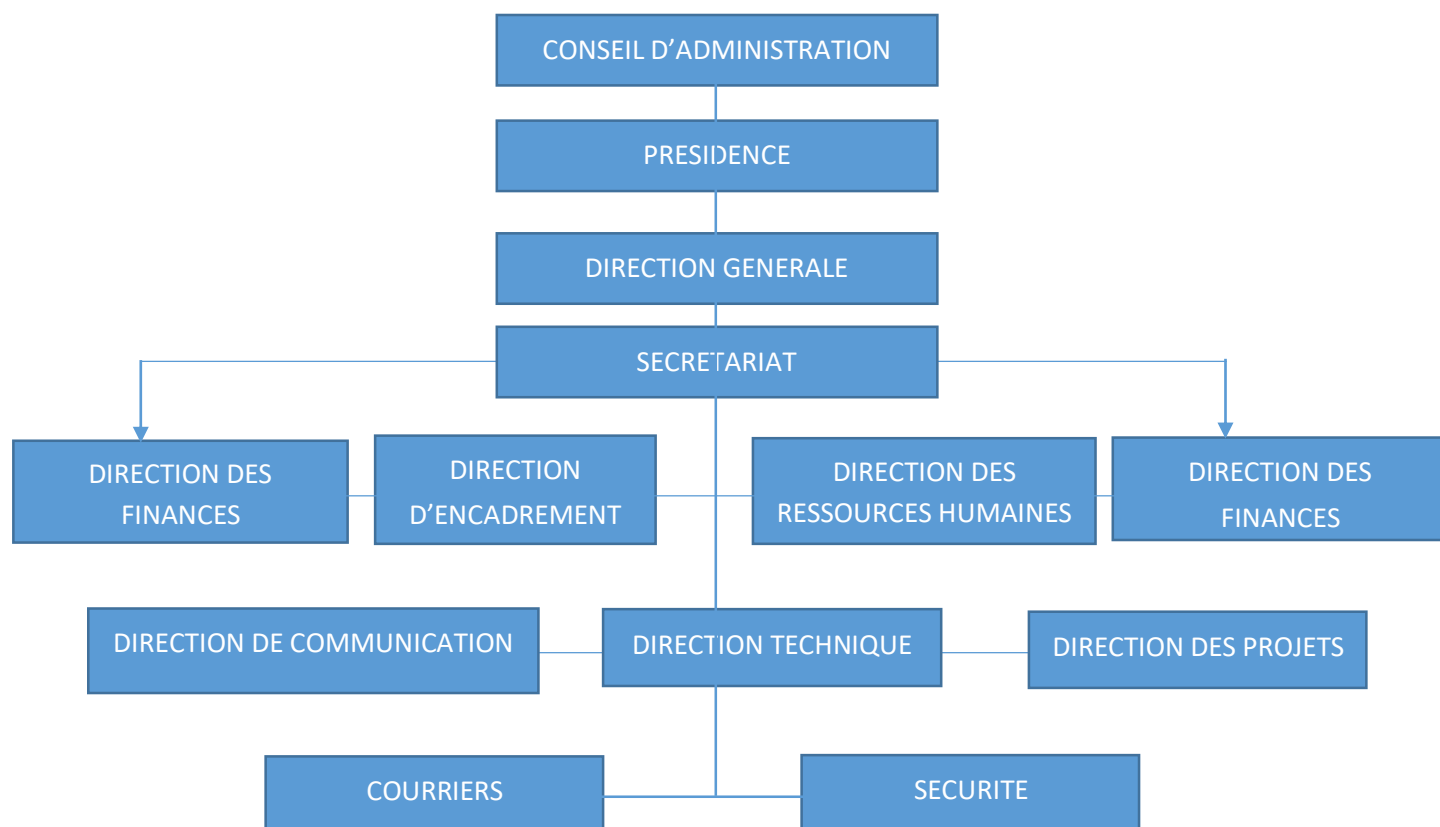 CONSEIL D’ADMINISTRATION
PRESIDENCE
DIRECTION GENERALE
SECRETARIAT
DIRECTION DES
FINANCES
DIRECTION
D’ENCADREMENT
DIRECTION DES
RESSOURCES HUMAINES
DIRECTION DES
FINANCES
DIRECTION DE COMMUNICATION
DIRECTION TECHNIQUE
DIRECTION DES PROJETS
COURRIERS
SECURITE